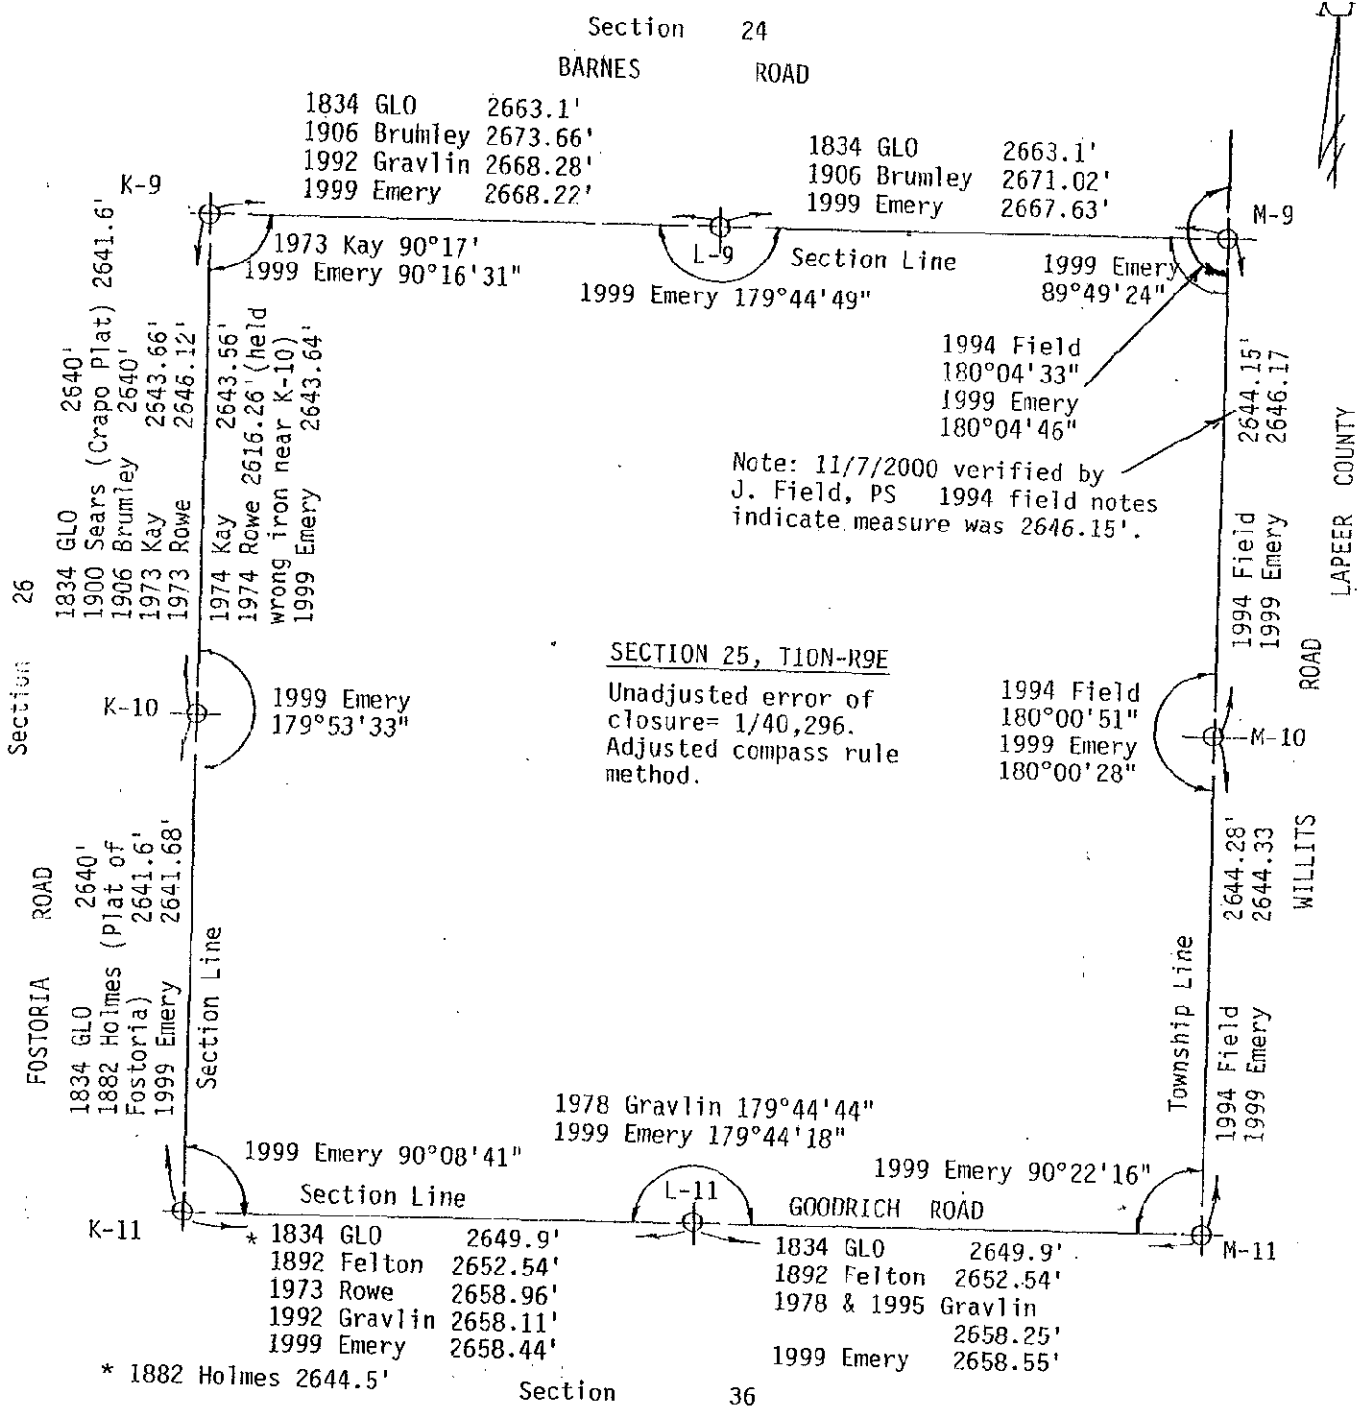 Section 24
BARNES ROAD
1834 GLO 2663.1'
1906 Brumley 2673.66'
1992 Gravlin 2668.28'
1999 Emery 2668.22'
1834 GLO 2663.1'
1906 Brumley 2671.02'
1999 Emery 2667.63'
K-9
L-9
M-9
1973 Kay 90°17'
1999 Emery 90°16'31"
1999 Emery 179°44'49"
Section Line
1999 Emery
89°49'24"
1994 Field
180°04'33"
1999 Emery
180°04'46"
Note: 11/7/2000 verified by
J. Field, PS 1994 field notes
indicate measure was 2646.15'.
1834 GLO 2640'
1900 Sears (Crapo Plat) 2641.6'
1906 Brumley 2640'
1973 Kay 2643.66'
1973 Rowe 2646.12'
1974 Kay 2643.56'
1974 Rowe 2616.26'(held
wrong iron near K-10)
1999 Emery 2643.64'
1994 Field 2644.15'
1999 Emery 2646.17
LAPEER COUNTY
Section 26
K-10
1999 Emery
179°53'33"
SECTION 25, T10N-R9E
Unadjusted error of
closure= 1/40,296.
Adjusted compass rule
method.
1994 Field
180°00'51"
1999 Emery
180°00'28"
M-10
WILLITS ROAD
FOSTORIA ROAD
1834 GLO 2640'
1882 Holmes (Plat of
Fostoria) 2641.6'
1999 Emery 2641.68'
Section Line
Township Line
1994 Field 2644.28'
1999 Emery 2644.33
1978 Gravlin 179°44'44"
1999 Emery 179°44'18"
1999 Emery 90°08'41"
1999 Emery 90°22'16"
Section Line
L-11
GOODRICH ROAD
K-11
M-11
* 1834 GLO 2649.9'
1892 Felton 2652.54'
1973 Rowe 2658.96'
1992 Gravlin 2658.11'
1999 Emery 2658.44'
1834 GLO 2649.9'
1892 Felton 2652.54'
1978 & 1995 Gravlin
2658.25'
1999 Emery 2658.55'
* 1882 Holmes 2644.5'
Section 36